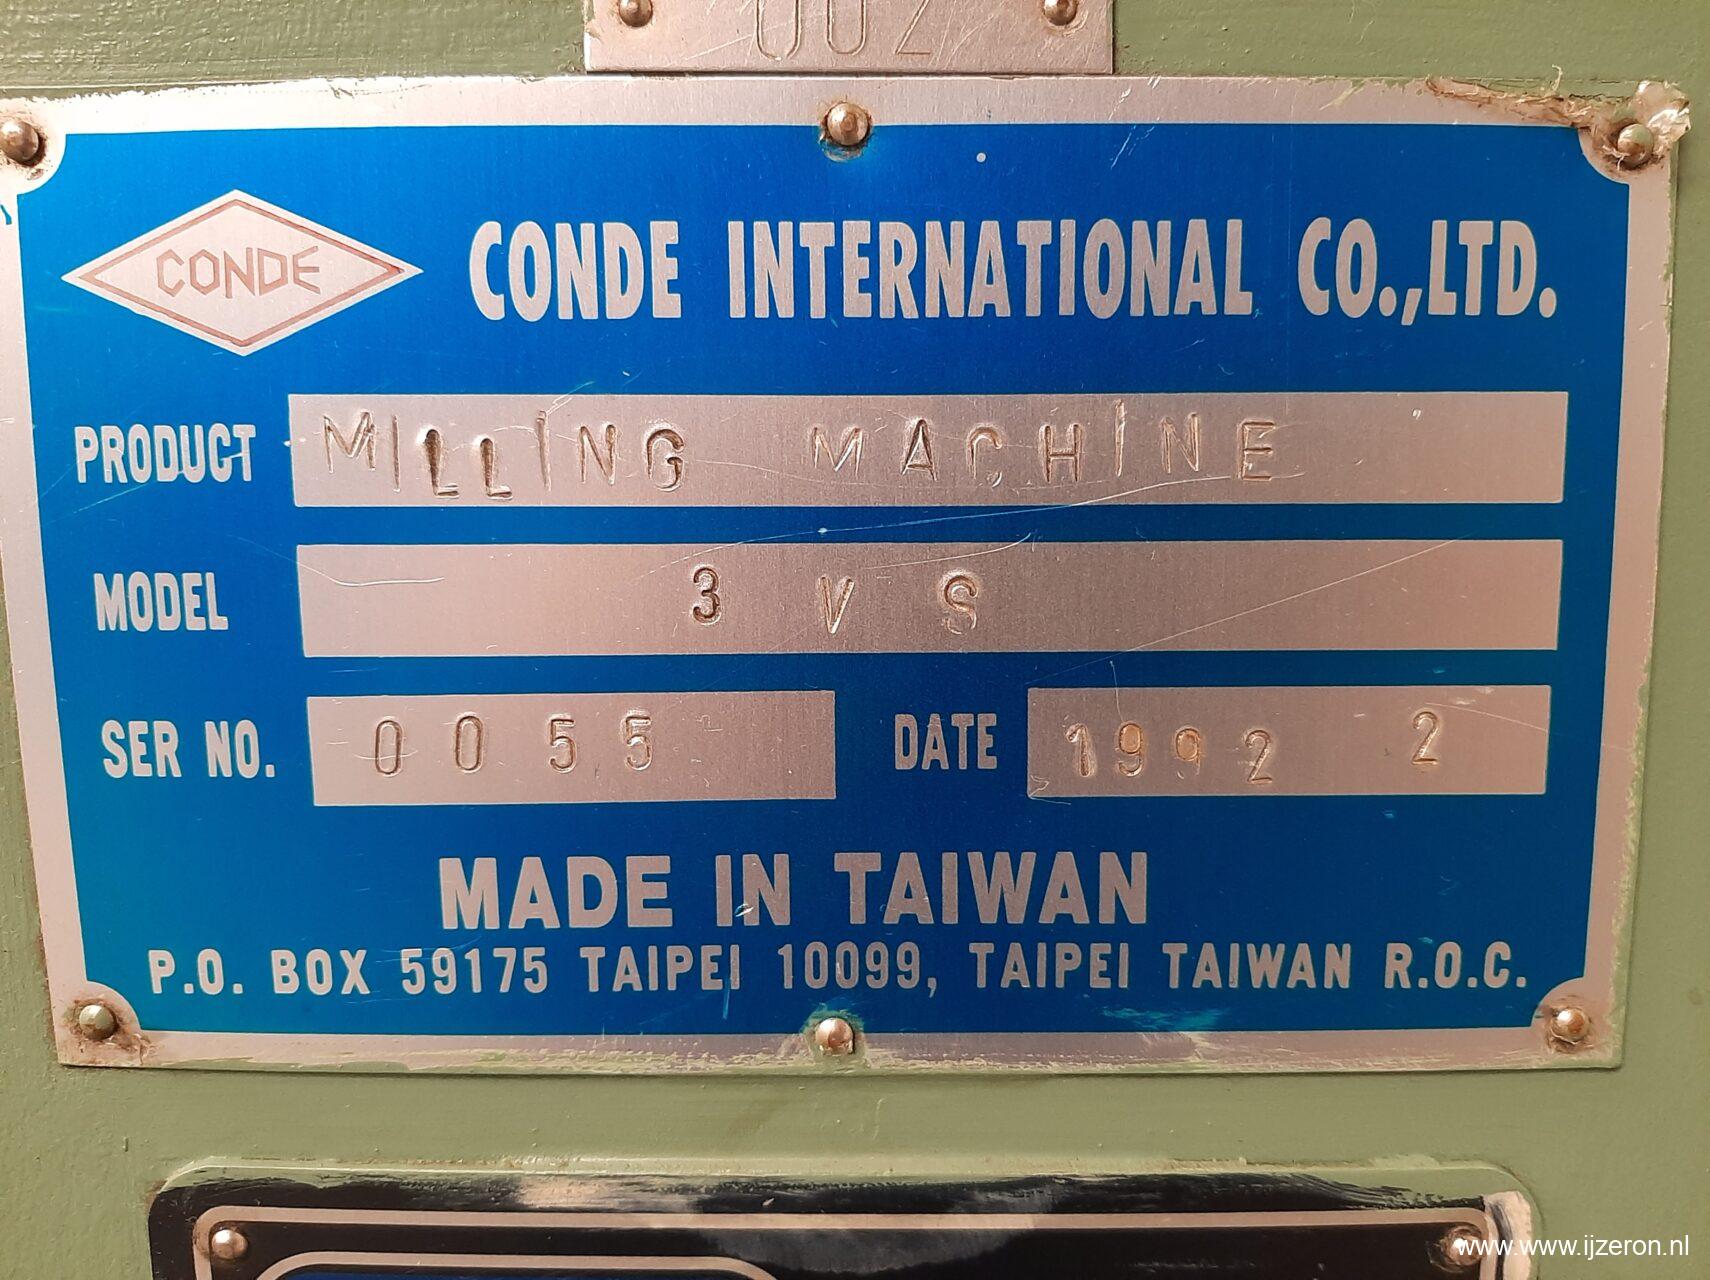 002
CONDE
CONDE INTERNATIONAL CO.,LTD.
PRODUCT MILLING MACHINE
MODEL 3 V S
SER NO. 0055 DATE 1992 2
MADE IN TAIWAN
P.O. BOX 59175 TAIPEI 10099, TAIPEI TAIWAN R.O.C.
www.www.ijzeron.nl